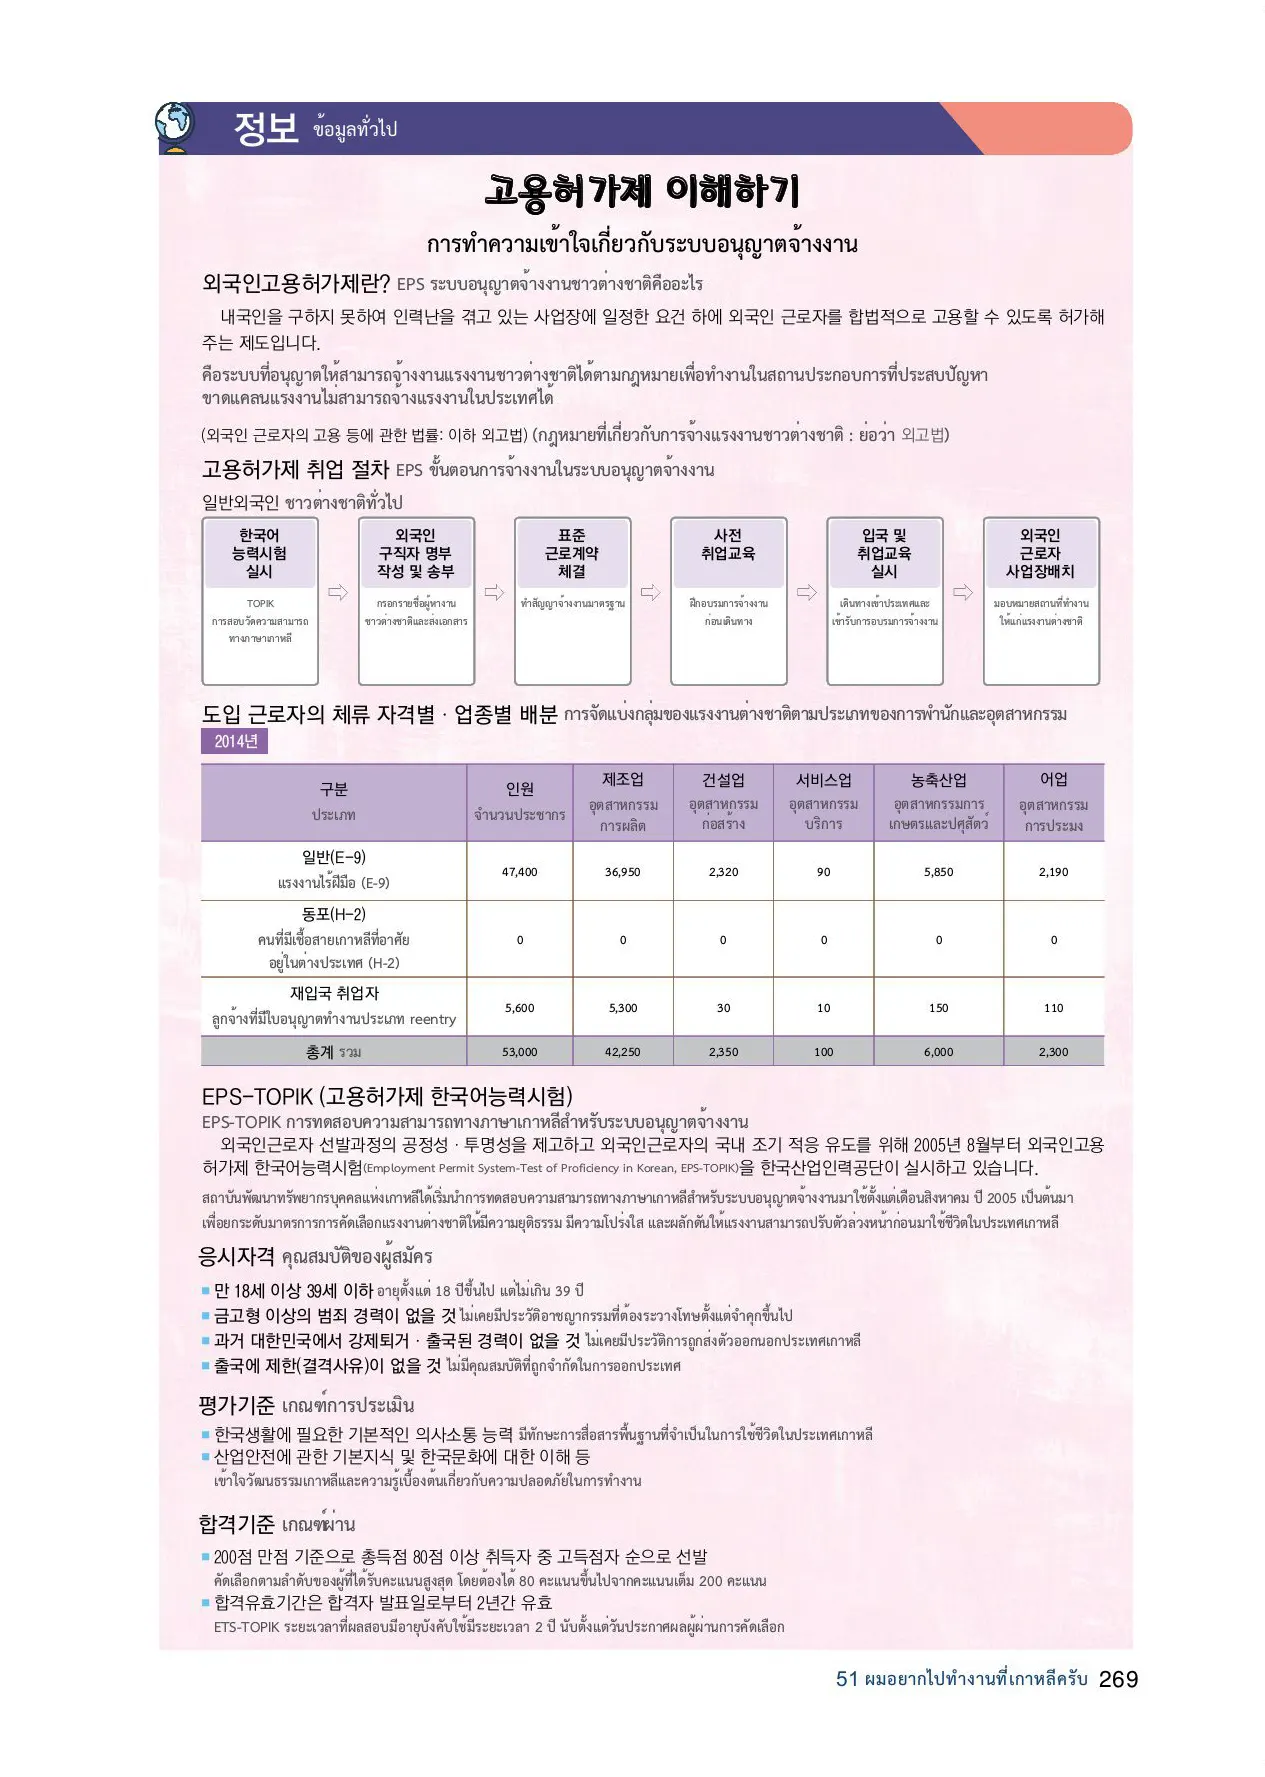 정보 ข้อมูลทั่วไป
고용허가제 이해하기
การทำความเข้าใจเกี่ยวกับระบบอนุญาตจ้างงาน
외국인고용허가제란? EPS ระบบอนุญาตจ้างงานชาวต่างชาติคืออะไร
내국인을 구하지 못하여 인력난을 겪고 있는 사업장에 일정한 요건 하에 외국인 근로자를 합법적으로 고용할 수 있도록 허가해
주는 제도입니다.
คือระบบที่อนุญาตให้สามารถจ้างงานแรงงานชาวต่างชาติได้ตามกฎหมายเพื่อทำงานในสถานประกอบการที่ประสบปัญหา
ขาดแคลนแรงงานไม่สามารถจ้างแรงงานในประเทศได้
(외국인 근로자의 고용 등에 관한 법률: 이하 외고법) (กฎหมายที่เกี่ยวกับการจ้างแรงงานชาวต่างชาติ : ย่อว่า 외고법)
고용허가제 취업 절차 EPS ขั้นตอนการจ้างงานในระบบอนุญาตจ้างงาน
일반외국인 ชาวต่างชาติทั่วไป
한국어
능력시험
실시
TOPIK
การสอบวัดความสามารถ
ทางภาษาเกาหลี
외국인
구직자 명부
작성 및 송부
กรอกรายชื่อผู้หางาน
ชาวต่างชาติและส่งเอกสาร
표준
근로계약
체결
ทำสัญญาจ้างงานมาตรฐาน
사전
취업교육
ฝึกอบรมการจ้างงาน
ก่อนเดินทาง
입국 및
취업교육
실시
เดินทางเข้าประเทศและ
เข้ารับการอบรมการจ้างงาน
외국인
근로자
사업장배치
มอบหมายสถานที่ทำงาน
ให้แก่แรงงานต่างชาติ
도입 근로자의 체류 자격별 · 업종별 배분 การจัดแบ่งกลุ่มของแรงงานต่างชาติตามประเภทของการพำนักและอุตสาหกรรม
2014년
구분 인원 제조업 건설업 서비스업 농축산업 어업
ประเภท จำนวนประชากร อุตสาหกรรม อุตสาหกรรม อุตสาหกรรม อุตสาหกรรมการ อุตสาหกรรม
การผลิต ก่อสร้าง บริการ เกษตรและปศุสัตว์ การประมง
일반(E-9)
แรงงานไร้ฝีมือ (E-9)
47,400 36,950 2,320 90 5,850 2,190
동포(H-2)
คนที่มีเชื้อสายเกาหลีที่อาศัย
อยู่ในต่างประเทศ (H-2)
0 0 0 0 0 0
재입국 취업자
ลูกจ้างที่มีใบอนุญาตทำงานประเภท reentry
5,600 5,300 30 10 150 110
총계 รวม 53,000 42,250 2,350 100 6,000 2,300
EPS-TOPIK (고용허가제 한국어능력시험)
EPS-TOPIK การทดสอบความสามารถทางภาษาเกาหลีสำหรับระบบอนุญาตจ้างงาน
외국인근로자 선발과정의 공정성 · 투명성을 제고하고 외국인근로자의 국내 조기 적응 유도를 위해 2005년 8월부터 외국인고용
허가제 한국어능력시험(Employment Permit System-Test of Proficiency in Korean, EPS-TOPIK)을 한국산업인력공단이 실시하고 있습니다.
สถาบันพัฒนาทรัพยากรบุคคลแห่งเกาหลีได้เริ่มนำการทดสอบความสามารถทางภาษาเกาหลีสำหรับระบบอนุญาตจ้างงานมาใช้ตั้งแต่เดือนสิงหาคม ปี 2005 เป็นต้นมา
เพื่อยกระดับมาตรการการคัดเลือกแรงงานต่างชาติให้มีความยุติธรรม มีความโปร่งใส และผลักดันให้แรงงานสามารถปรับตัวล่วงหน้าก่อนมาใช้ชีวิตในประเทศเกาหลี
응시자격 คุณสมบัติของผู้สมัคร
■ 만 18세 이상 39세 이하 อายุตั้งแต่ 18 ปีขึ้นไป แต่ไม่เกิน 39 ปี
■ 금고형 이상의 범죄 경력이 없을 것 ไม่เคยมีประวัติอาชญากรรมที่ต้องระวางโทษตั้งแต่จำคุกขึ้นไป
■ 과거 대한민국에서 강제퇴거 · 출국된 경력이 없을 것 ไม่เคยมีประวัติการถูกส่งตัวออกนอกประเทศเกาหลี
■ 출국에 제한(결격사유)이 없을 것 ไม่มีคุณสมบัติที่ถูกจำกัดในการออกประเทศ
평가기준 เกณฑ์การประเมิน
■ 한국생활에 필요한 기본적인 의사소통 능력 มีทักษะการสื่อสารพื้นฐานที่จำเป็นในการใช้ชีวิตในประเทศเกาหลี
■ 산업안전에 관한 기본지식 및 한국문화에 대한 이해 등
เข้าใจวัฒนธรรมเกาหลีและความรู้เบื้องต้นเกี่ยวกับความปลอดภัยในการทำงาน
합격기준 เกณฑ์ผ่าน
■ 200점 만점 기준으로 총득점 80점 이상 취득자 중 고득점자 순으로 선발
คัดเลือกตามลำดับของผู้ที่ได้รับคะแนนสูงสุด โดยต้องได้ 80 คะแนนขึ้นไปจากคะแนนเต็ม 200 คะแนน
■ 합격유효기간은 합격자 발표일로부터 2년간 유효
ETS-TOPIK ระยะเวลาที่ผลสอบมีอายุบังคับใช้มีระยะเวลา 2 ปี นับตั้งแต่วันประกาศผลผู้ผ่านการคัดเลือก
51 ผมอยากไปทำงานที่เกาหลีครับ 269